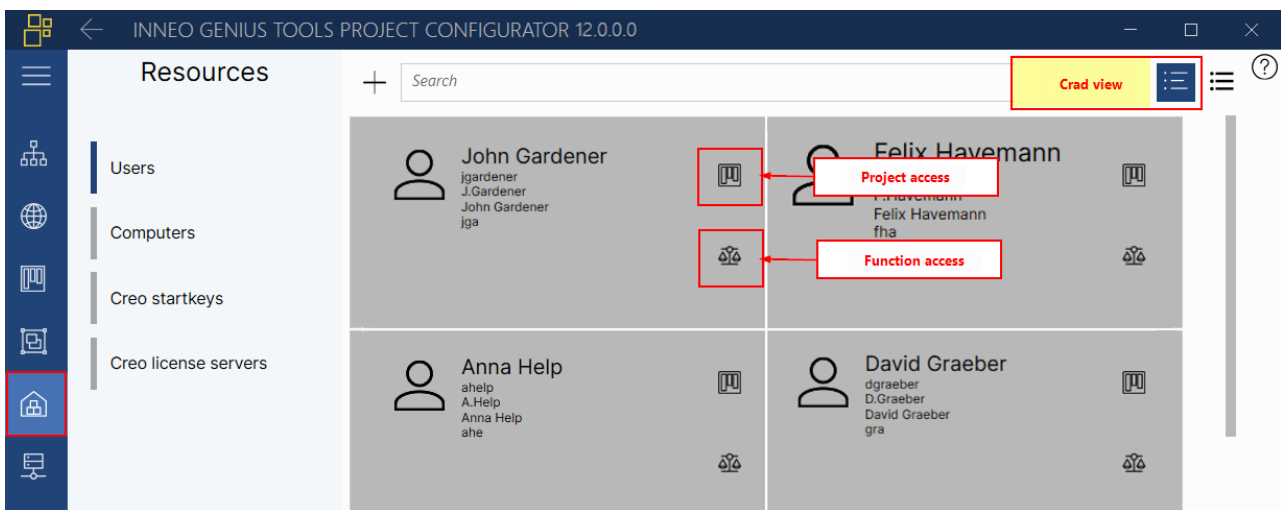 INNEO GENIUS TOOLS PROJECT CONFIGURATOR 12.0.0.0
Resources
Search
Crad view
?
Users
Computers
Creo startkeys
Creo license servers
John Gardener
jgardener
J.Gardener
John Gardener
jga
Project access
Function access
Felix Havemann
F.Havemann
Felix Havemann
fha
Anna Help
ahelp
A.Help
Anna Help
ahe
David Graeber
dgraeber
D.Graeber
David Graeber
gra